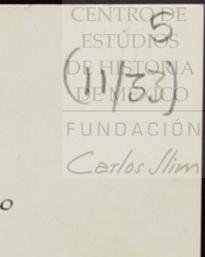 CENTRO DE
5
ESTUDIOS
DE HISTORIA
(11/33)
DE MÉXICO
FUNDACIÓN
Carlos Slim
o